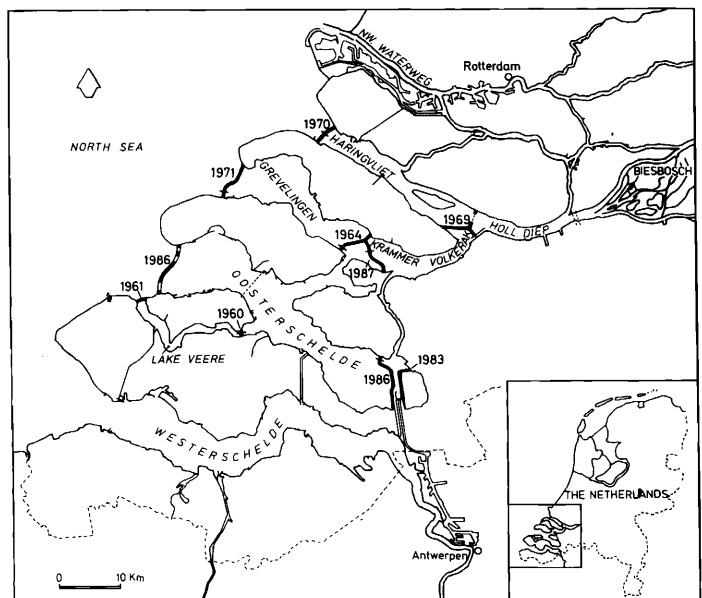 NW. WATERWEG
Rotterdam
NORTH SEA
1970
HARINGVLIET
1971
GREVELINGEN
BIESBOSCH
1969
HOLL DIEP
1964
KRAMMER VOLKERAK
1986
1987
OOSTERSCHELDE
1961
1960
LAKE VEERE
1986
1983
WESTERSCHELDE
THE NETHERLANDS
Antwerpen
0 10 Km